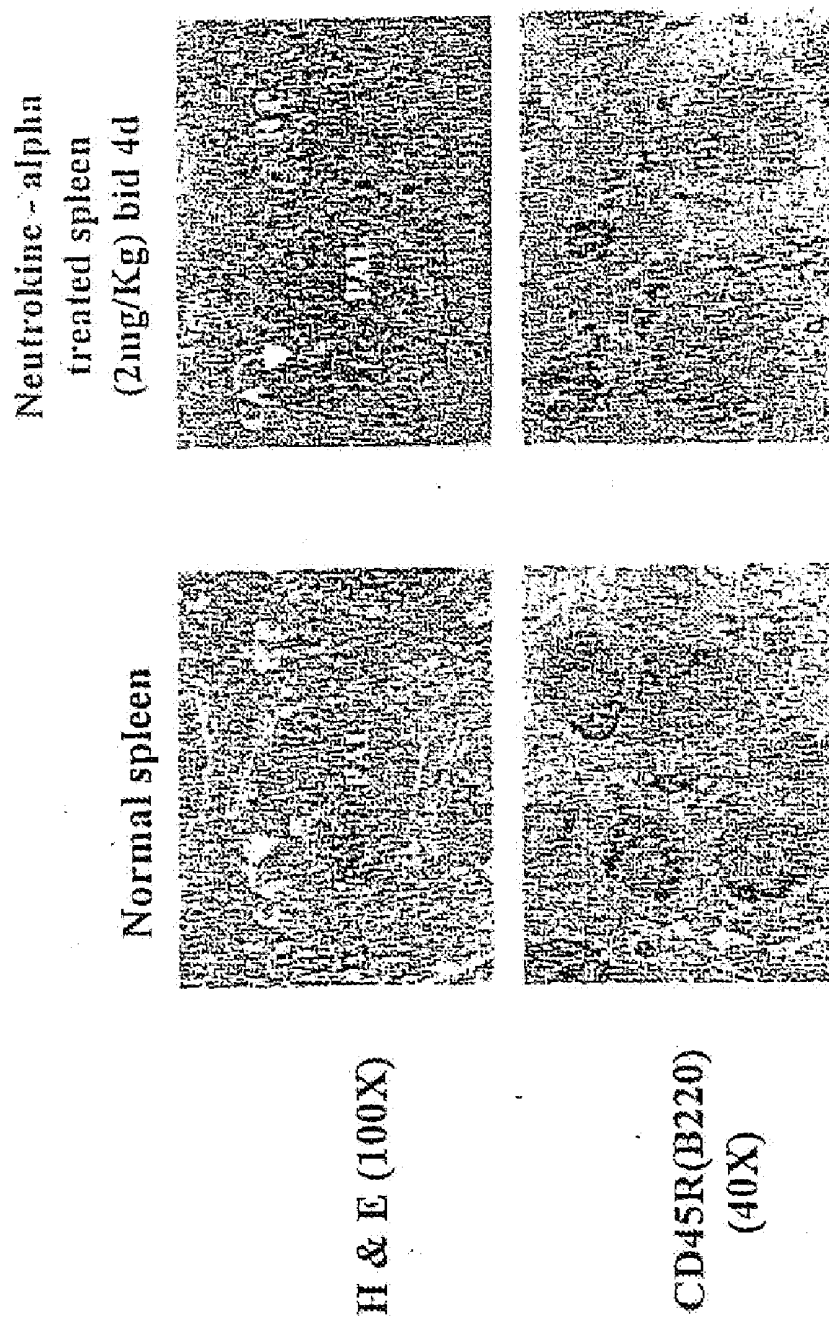 Normal spleen
Neutrokine-alpha
treated spleen
(2mg/Kg) bid 4d
H & E (100X)
CD45R(B220)
(40X)